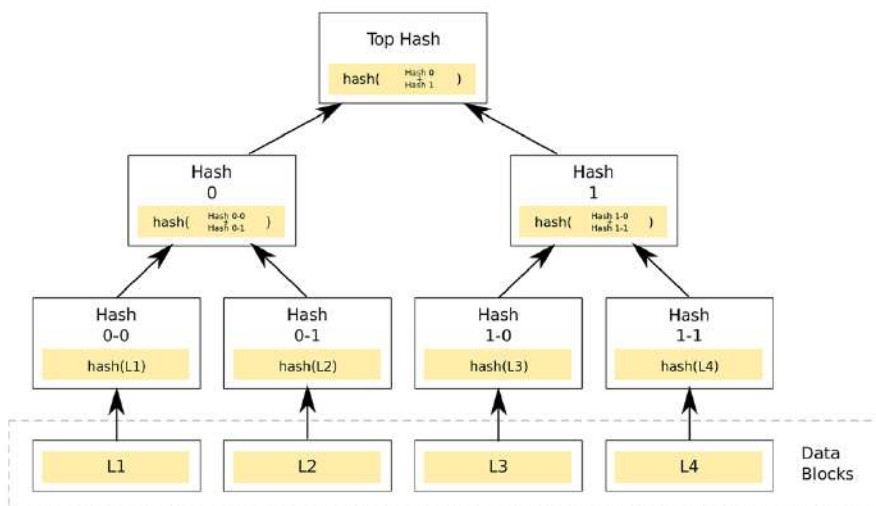 Top Hash
hash( Hash 0 + Hash 1 )
Hash
0
hash( Hash 0-0 + Hash 0-1 )
Hash
1
hash( Hash 1-0 + Hash 1-1 )
Hash
0-0
hash(L1)
Hash
0-1
hash(L2)
Hash
1-0
hash(L3)
Hash
1-1
hash(L4)
L1
L2
L3
L4
Data
Blocks